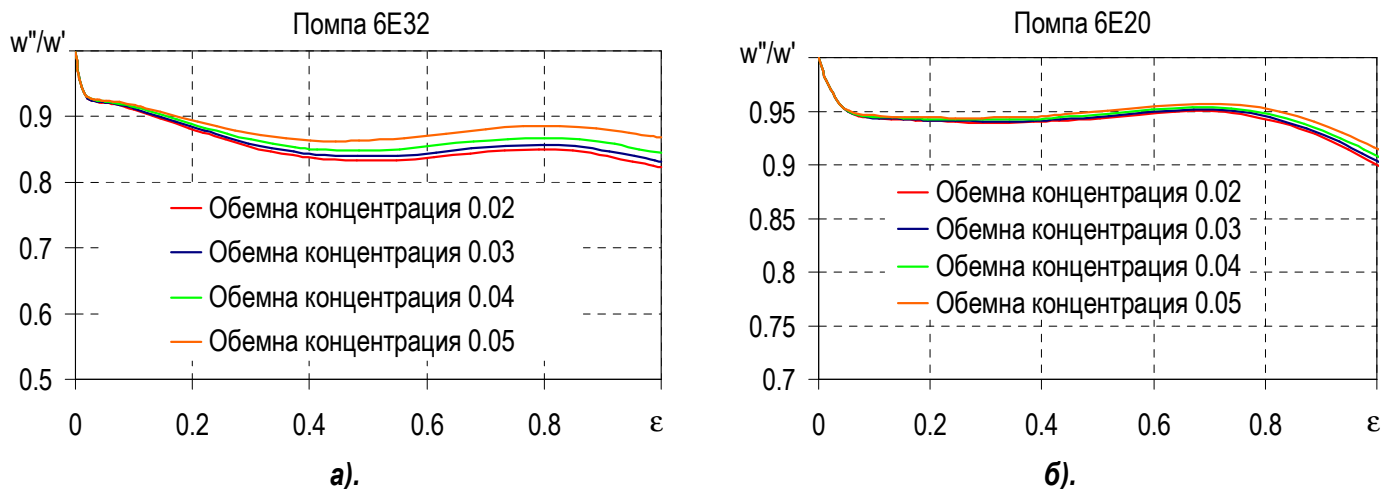 Помпа 6Е32
w"/w'
0.9
0.8
0.7
0.6
0.5
Обемна концентрация 0.02
Обемна концентрация 0.03
Обемна концентрация 0.04
Обемна концентрация 0.05
0 0.2 0.4 0.6 0.8 ε
а).
Помпа 6Е20
w"/w'
0.95
0.9
0.85
0.8
0.75
0.7
Обемна концентрация 0.02
Обемна концентрация 0.03
Обемна концентрация 0.04
Обемна концентрация 0.05
0 0.2 0.4 0.6 0.8 ε
б).